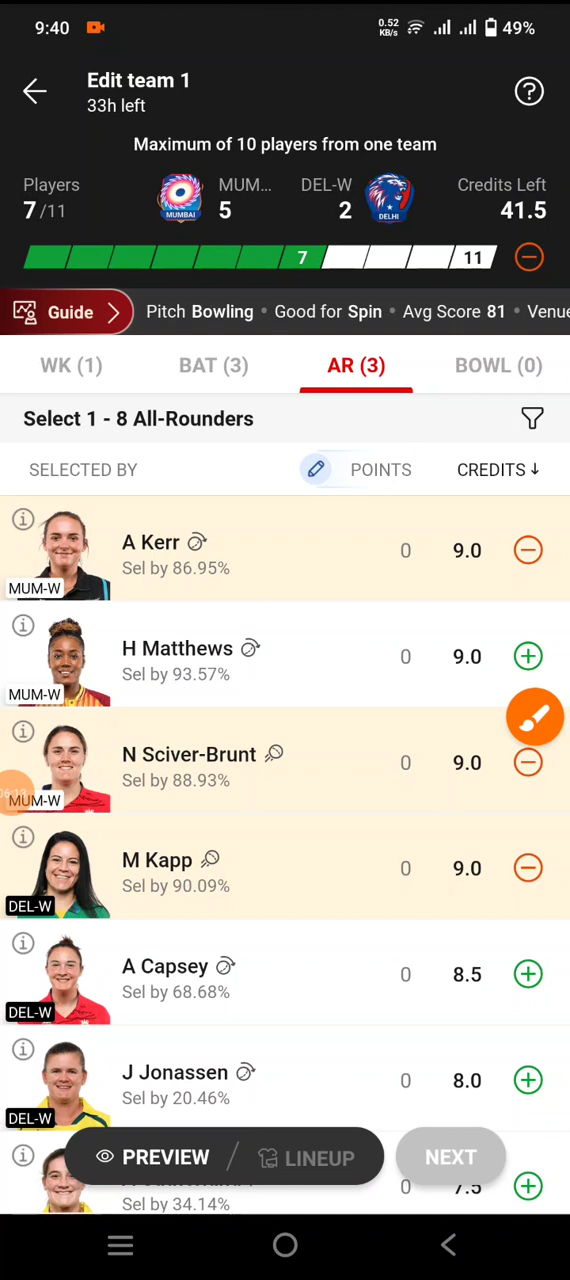 9:40
0.52 KB/s
49%
Edit team 1
33h left
Maximum of 10 players from one team
Players
7/11
MUMBAI
MUM...
5
DEL-W
2
DELHI
Credits Left
41.5
7
11
Guide
Pitch Bowling • Good for Spin • Avg Score 81 • Venue
WK (1)
BAT (3)
AR (3)
BOWL (0)
Select 1 - 8 All-Rounders
SELECTED BY
POINTS
CREDITS↓
A Kerr
Sel by 86.95%
MUM-W
0
9.0
H Matthews
Sel by 93.57%
MUM-W
0
9.0
N Sciver-Brunt
Sel by 88.93%
MUM-W
0
9.0
M Kapp
Sel by 90.09%
DEL-W
0
9.0
A Capsey
Sel by 68.68%
DEL-W
0
8.5
J Jonassen
Sel by 20.46%
DEL-W
0
8.0
PREVIEW
LINEUP
NEXT
Sel by 34.14%
0
7.5